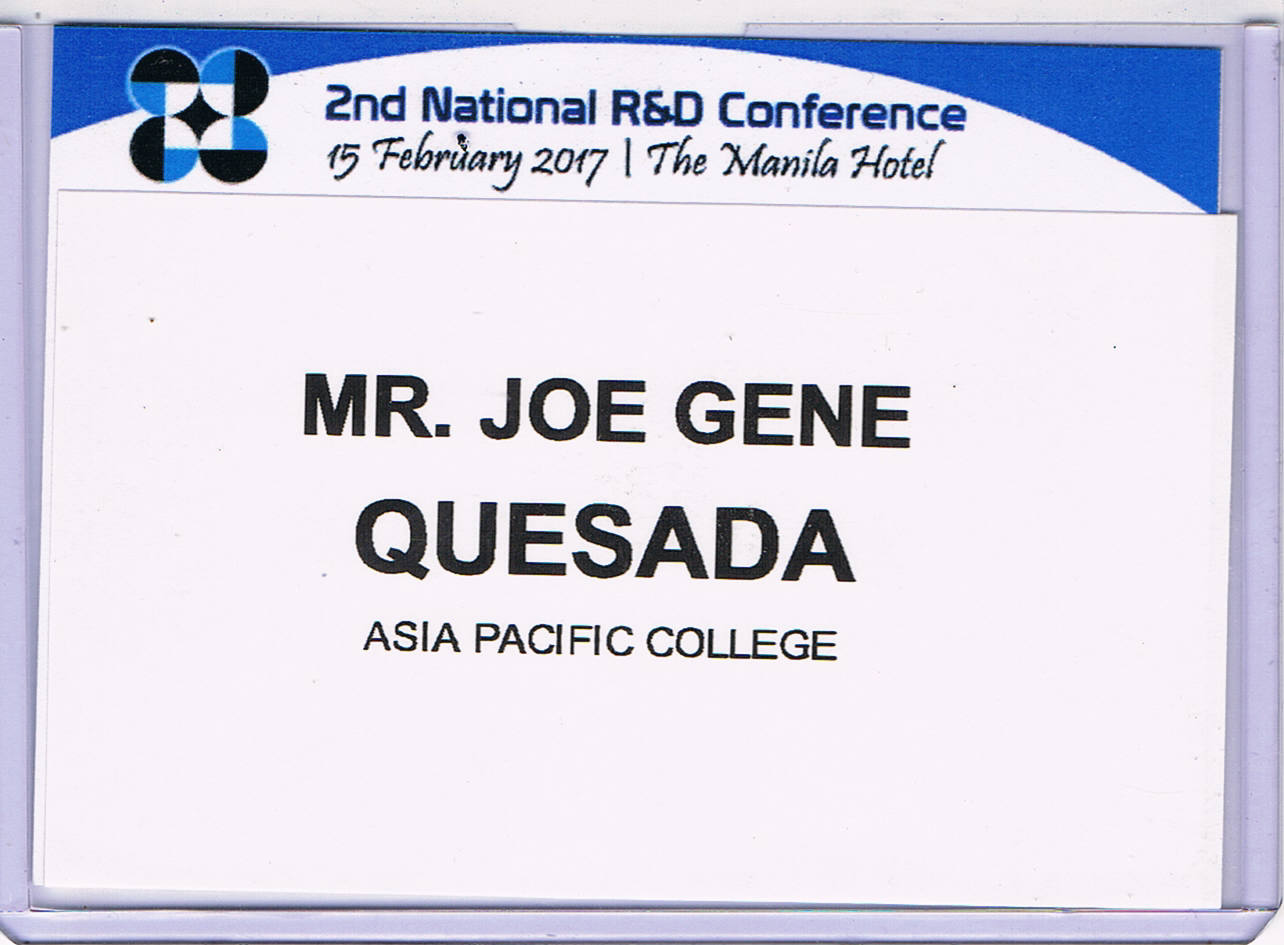 2nd National R&D Conference
15 February 2017 | The Manila Hotel
MR. JOE GENE
QUESADA
ASIA PACIFIC COLLEGE